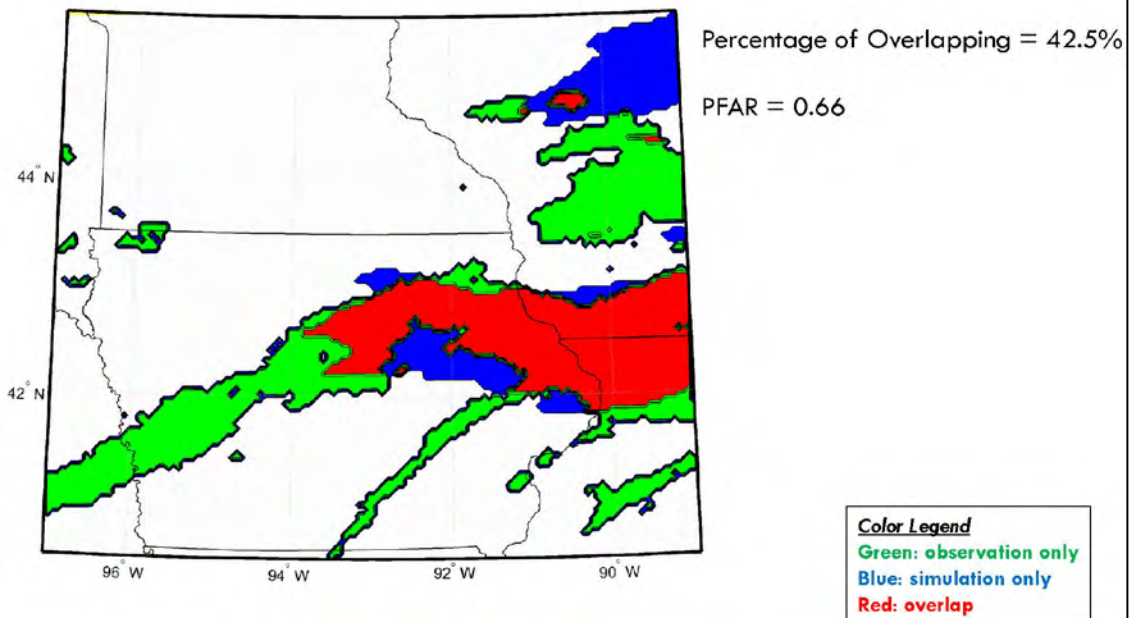 Percentage of Overlapping = 42.5%
PFAR = 0.66
44° N
42° N
96° W
94° W
92° W
90° W
Color Legend
Green: observation only
Blue: simulation only
Red: overlap